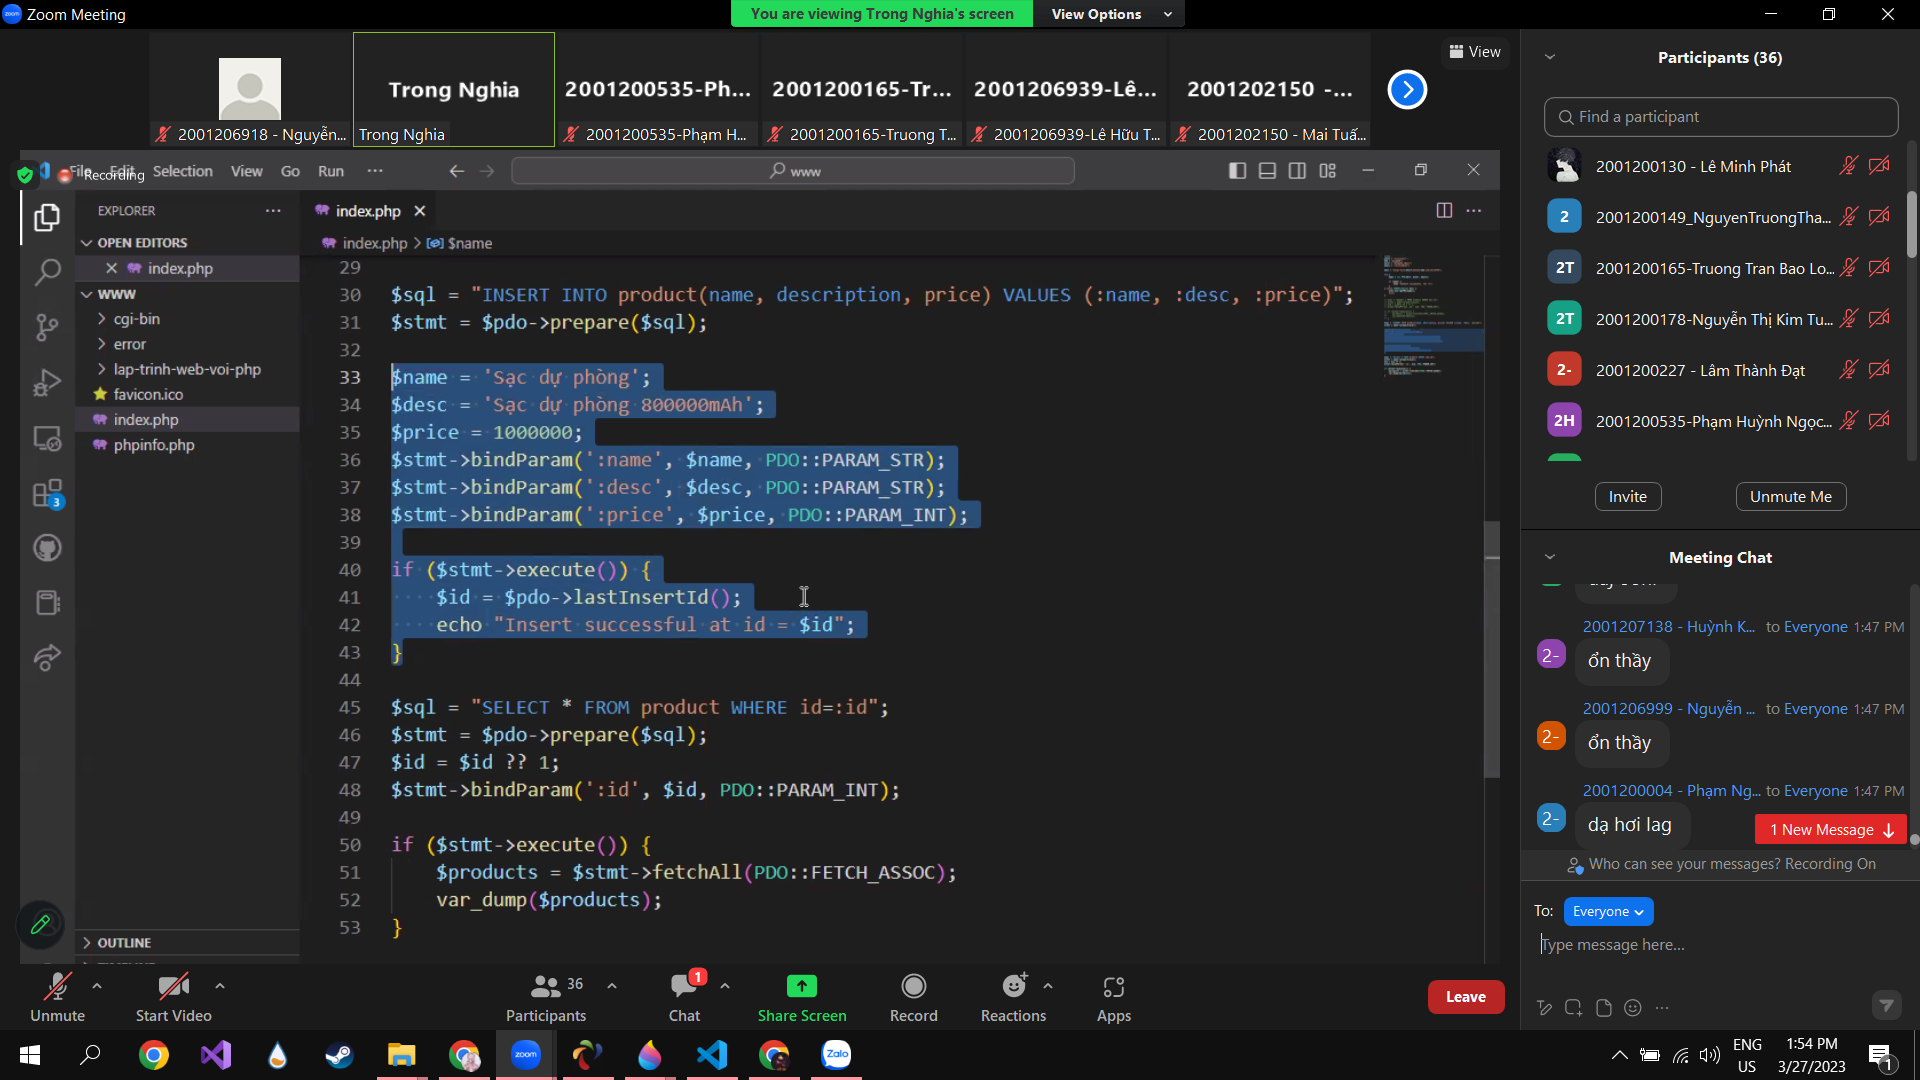 Zoom Meeting
You are viewing Trong Nghia's screen
View Options
View
Trong Nghia
2001200535-Ph...
2001200165-Tr...
2001206939-Lê...
2001202150 -...
2001206918 - Nguyễn...
Trong Nghia
2001200535-Phạm H...
2001200165-Truong T...
2001206939-Lê Hữu T...
2001202150 - Mai Tuấ...
File Edit Selection View Go Run ...
Recording
www
EXPLORER
OPEN EDITORS
index.php
WWW
cgi-bin
error
lap-trinh-web-voi-php
favicon.ico
index.php
phpinfo.php
OUTLINE
3
index.php
index.php > $name
29
30 $sql = "INSERT INTO product(name, description, price) VALUES (:name, :desc, :price)";
31 $stmt = $pdo->prepare($sql);
32
33 $name = 'Sạc dự phòng';
34 $desc = 'Sạc dự phòng 800000mAh';
35 $price = 1000000;
36 $stmt->bindParam(':name', $name, PDO::PARAM_STR);
37 $stmt->bindParam(':desc', $desc, PDO::PARAM_STR);
38 $stmt->bindParam(':price', $price, PDO::PARAM_INT);
39
40 if ($stmt->execute()) {
41 $id = $pdo->lastInsertId();
42 echo "Insert successful at id = $id";
43 }
44
45 $sql = "SELECT * FROM product WHERE id=:id";
46 $stmt = $pdo->prepare($sql);
47 $id = $id ?? 1;
48 $stmt->bindParam(':id', $id, PDO::PARAM_INT);
49
50 if ($stmt->execute()) {
51 $products = $stmt->fetchAll(PDO::FETCH_ASSOC);
52 var_dump($products);
53 }
Participants (36)
Find a participant
2001200130 - Lê Minh Phát
2 2001200149_NguyenTruongTha...
2T 2001200165-Truong Tran Bao Lo...
2T 2001200178-Nguyễn Thị Kim Tu...
2- 2001200227 - Lâm Thành Đạt
2H 2001200535-Phạm Huỳnh Ngọc...
Invite
Unmute Me
Meeting Chat
2001207138 - Huỳnh K... to Everyone 1:47 PM
2- ổn thầy
2001206999 - Nguyễn ... to Everyone 1:47 PM
2- ổn thầy
2001200004 - Phạm Ng... to Everyone 1:47 PM
2- dạ hơi lag
1 New Message
Who can see your messages? Recording On
To: Everyone
Type message here...
Unmute
Start Video
36
Participants
1
Chat
Share Screen
Record
Reactions
Apps
Leave
zoom
Zalo
ENG
US
1:54 PM
3/27/2023
1